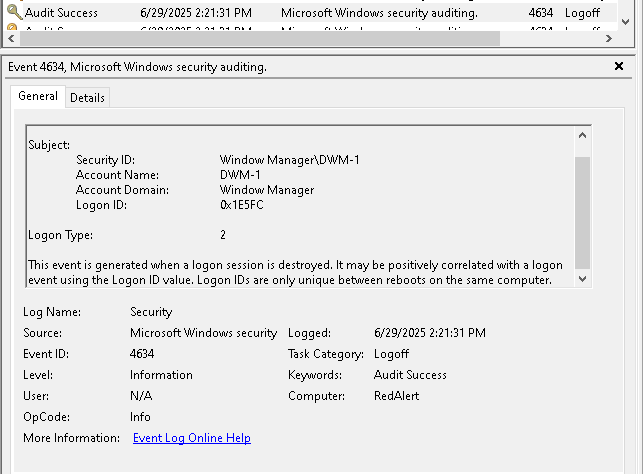 Audit Success 6/29/2025 2:21:31 PM Microsoft Windows security auditing. 4634 Logoff
Event 4634, Microsoft Windows security auditing.
General Details
Subject:
Security ID: Window Manager\DWM-1
Account Name: DWM-1
Account Domain: Window Manager
Logon ID: 0x1E5FC
Logon Type: 2
This event is generated when a logon session is destroyed. It may be positively correlated with a logon
event using the Logon ID value. Logon IDs are only unique between reboots on the same computer.
Log Name: Security
Source: Microsoft Windows security Logged: 6/29/2025 2:21:31 PM
Event ID: 4634 Task Category: Logoff
Level: Information Keywords: Audit Success
User: N/A Computer: RedAlert
OpCode: Info
More Information: Event Log Online Help